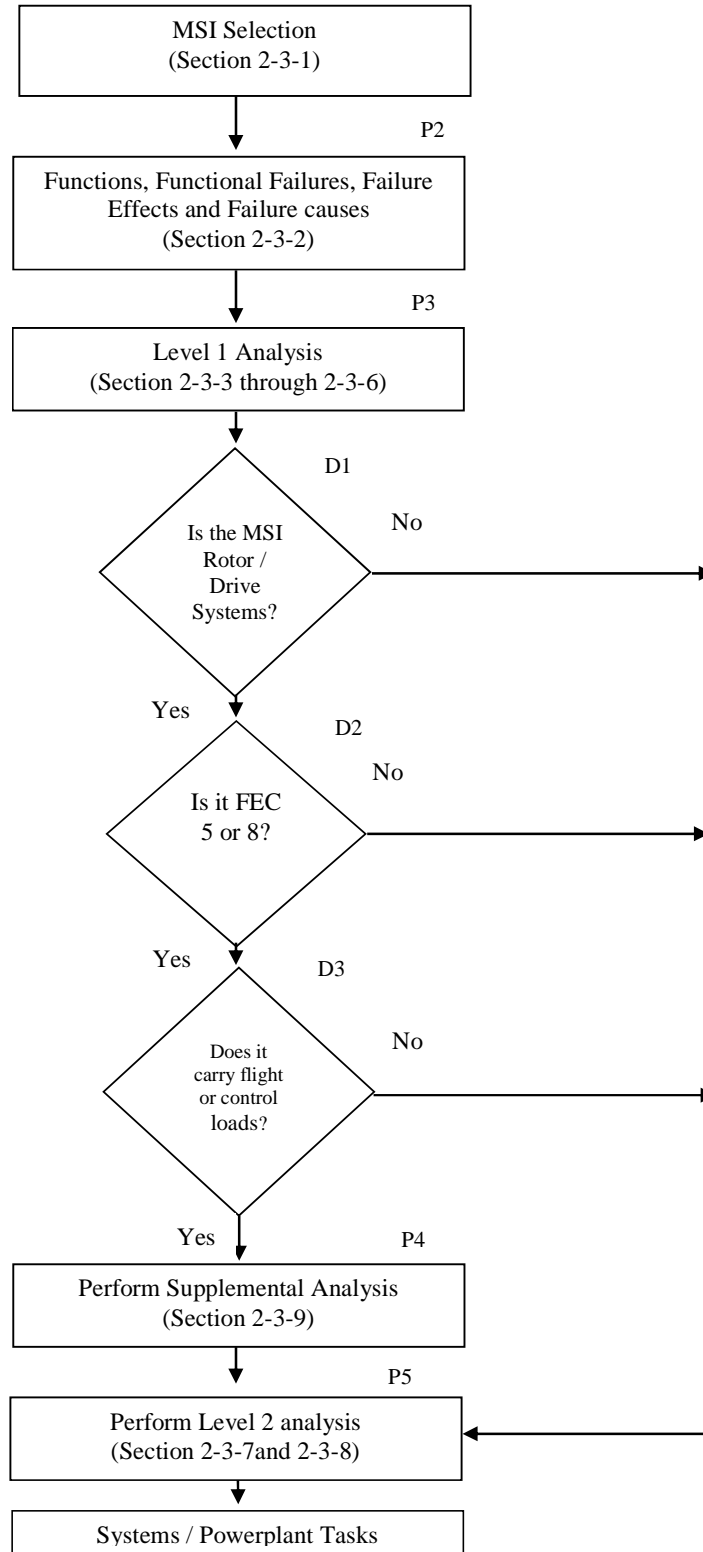 MSI Selection
(Section 2-3-1)
P2
Functions, Functional Failures, Failure
Effects and Failure causes
(Section 2-3-2)
P3
Level 1 Analysis
(Section 2-3-3 through 2-3-6)
D1
No
Is the MSI
Rotor /
Drive
Systems?
Yes
D2
No
Is it FEC
5 or 8?
Yes
D3
No
Does it
carry flight
or control
loads?
Yes
P4
Perform Supplemental Analysis
(Section 2-3-9)
P5
Perform Level 2 analysis
(Section 2-3-7and 2-3-8)
Systems / Powerplant Tasks